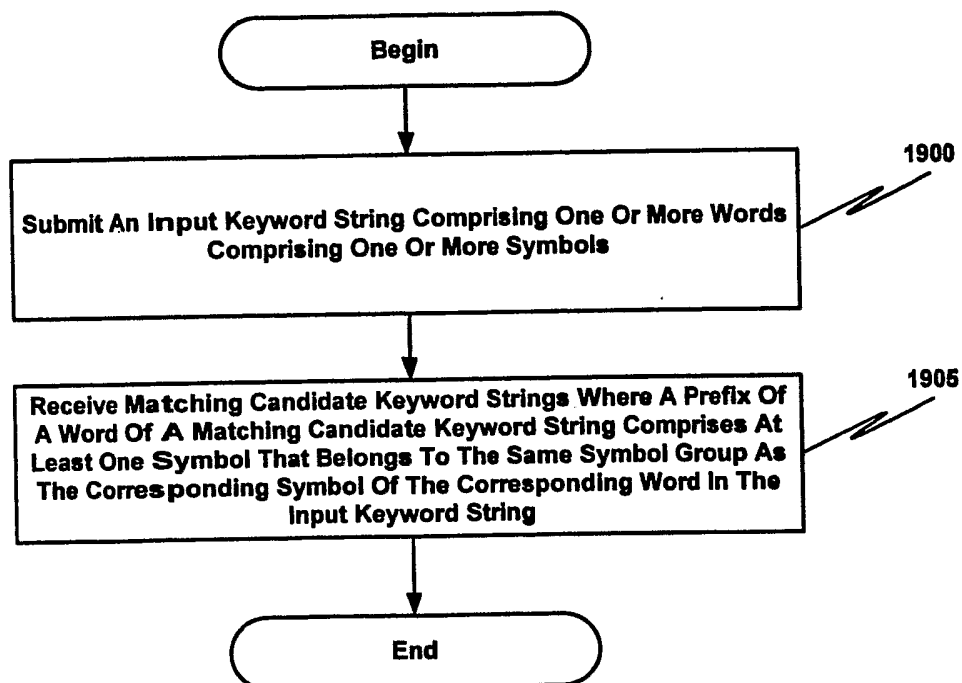 Begin
1900
Submit An Input Keyword String Comprising One Or More Words
Comprising One Or More Symbols
1905
Receive Matching Candidate Keyword Strings Where A Prefix Of
A Word Of A Matching Candidate Keyword String Comprises At
Least One Symbol That Belongs To The Same Symbol Group As
The Corresponding Symbol Of The Corresponding Word In The
Input Keyword String
End